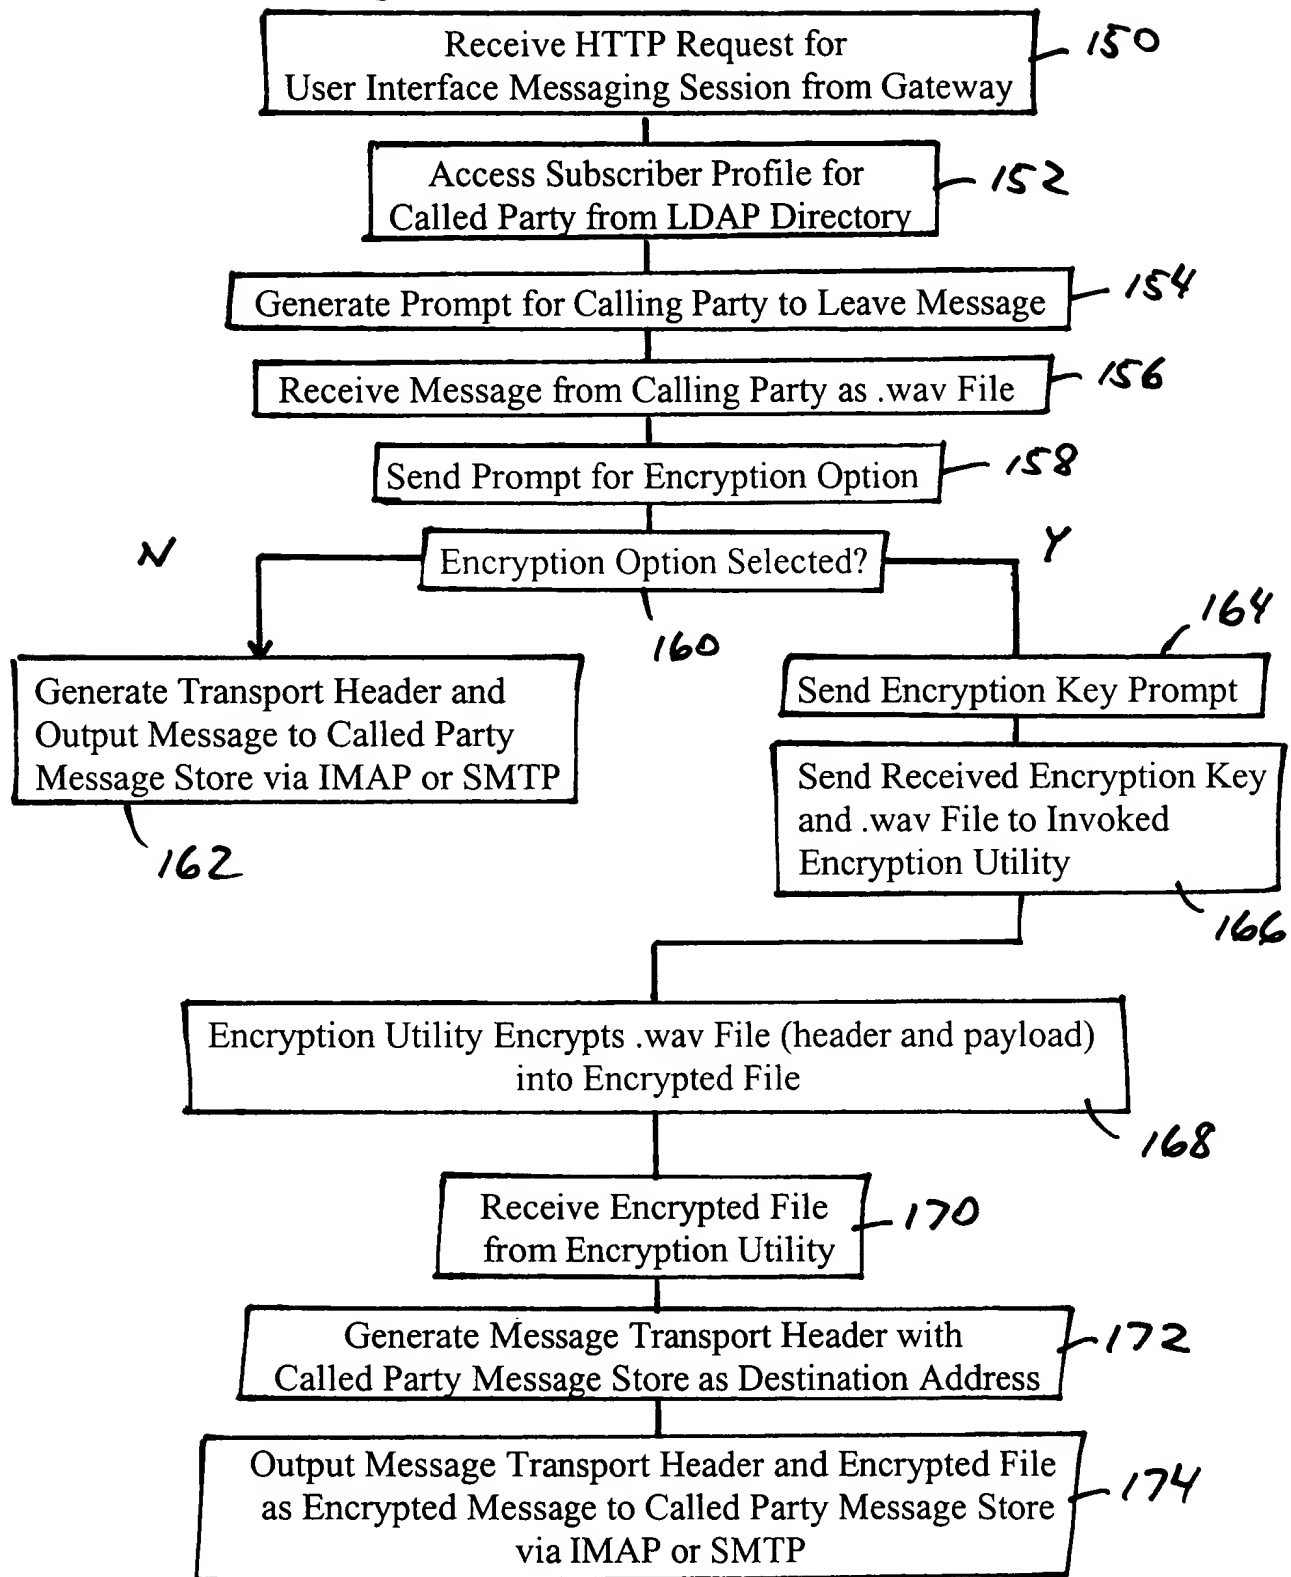 Receive HTTP Request for
User Interface Messaging Session from Gateway
150
Access Subscriber Profile for
Called Party from LDAP Directory
152
Generate Prompt for Calling Party to Leave Message
154
Receive Message from Calling Party as .wav File
156
Send Prompt for Encryption Option
158
N
Encryption Option Selected?
Y
160
164
Generate Transport Header and
Output Message to Called Party
Message Store via IMAP or SMTP
162
Send Encryption Key Prompt
Send Received Encryption Key
and .wav File to Invoked
Encryption Utility
166
Encryption Utility Encrypts .wav File (header and payload)
into Encrypted File
168
Receive Encrypted File
from Encryption Utility
170
Generate Message Transport Header with
Called Party Message Store as Destination Address
172
Output Message Transport Header and Encrypted File
as Encrypted Message to Called Party Message Store
via IMAP or SMTP
174